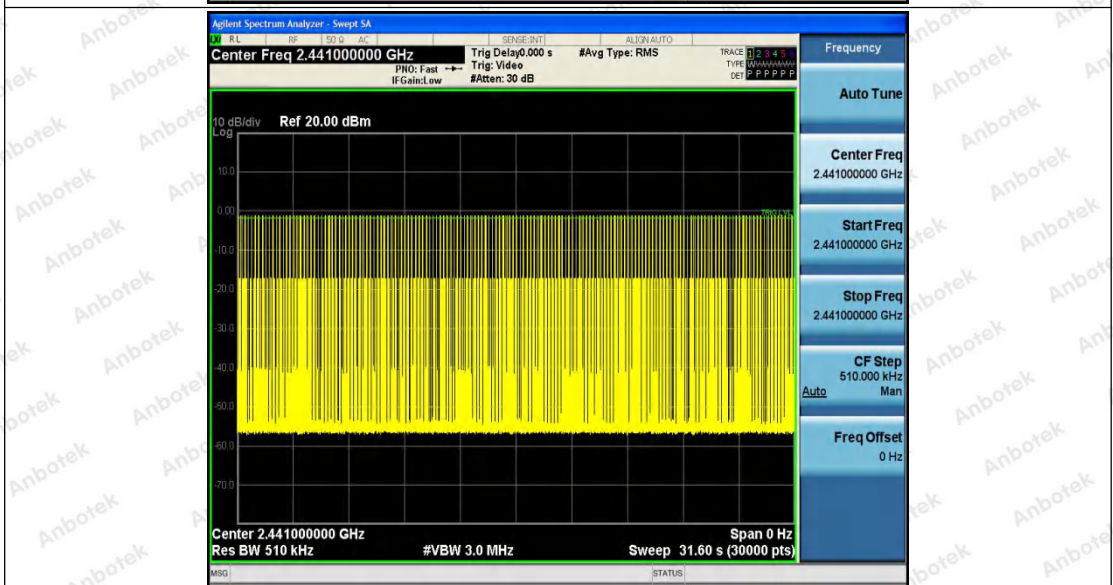 Agilent Spectrum Analyzer - Swept SA
RL RF 50 Ω AC SENSE:INT ALIGN AUTO
Center Freq 2.441000000 GHz
PNO: Fast
IFGain:Low
Trig Delay0.000 s
Trig: Video
#Atten: 30 dB
#Avg Type: RMS
TRACE 1 2 3 4 5 6
TYPE
DET P P P P P P
10 dB/div Ref 20.00 dBm
Log
10.0
0.00
TRIG LVL
-10.0
-20.0
-30.0
-40.0
-50.0
-60.0
-70.0
Center 2.441000000 GHz
Span 0 Hz
Res BW 510 kHz
#VBW 3.0 MHz
Sweep 31.60 s (30000 pts)
MSG
STATUS
Frequency
Auto Tune
Center Freq
2.441000000 GHz
Start Freq
2.441000000 GHz
Stop Freq
2.441000000 GHz
CF Step
510.000 kHz
Auto Man
Freq Offset
0 Hz
Anbotek